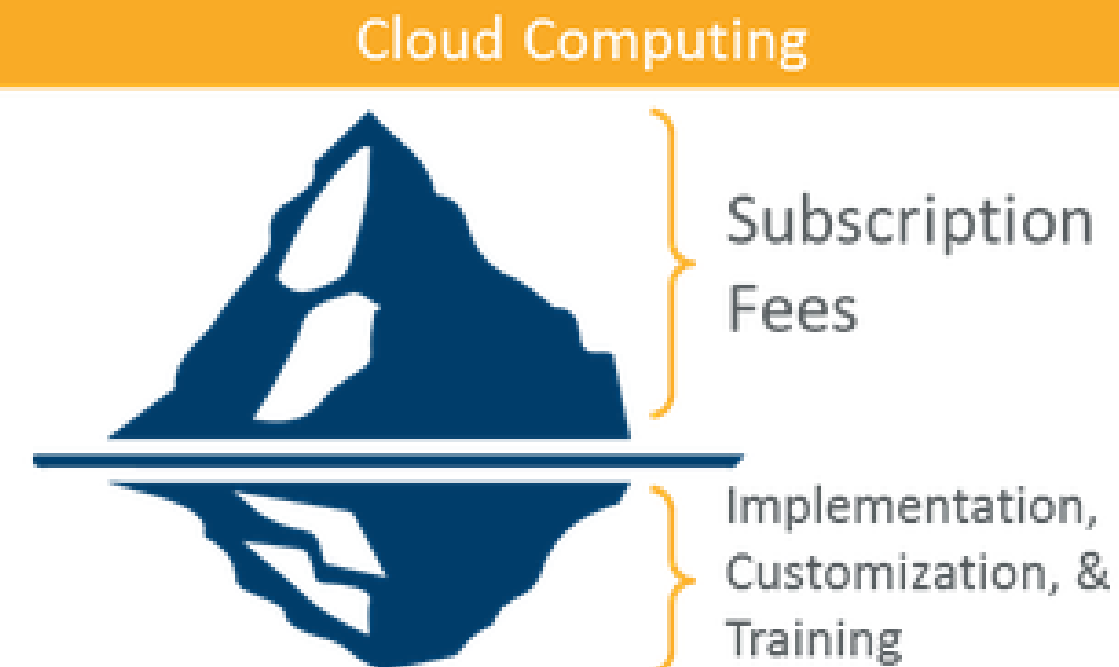 Cloud Computing
Subscription
Fees
Implementation,
Customization, &
Training